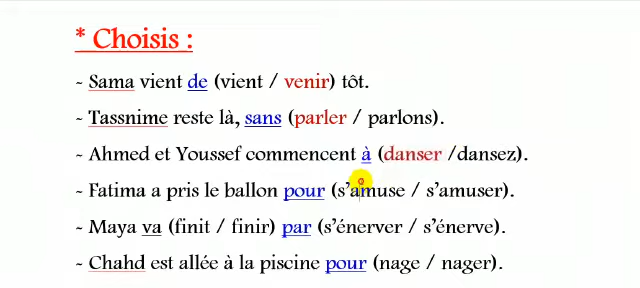 * Choisis :
~ Sama vient de (vient / venir) tôt.
~ Tassnime reste là, sans (parler / parlons).
~ Ahmed et Youssef commencent à (danser /dansez).
~ Fatima a pris le ballon pour (s’amuse / s’amuser).
~ Maya va (finit / finir) par (s’énerver / s’énerve).
~ Chahd est allée à la piscine pour (nage / nager).